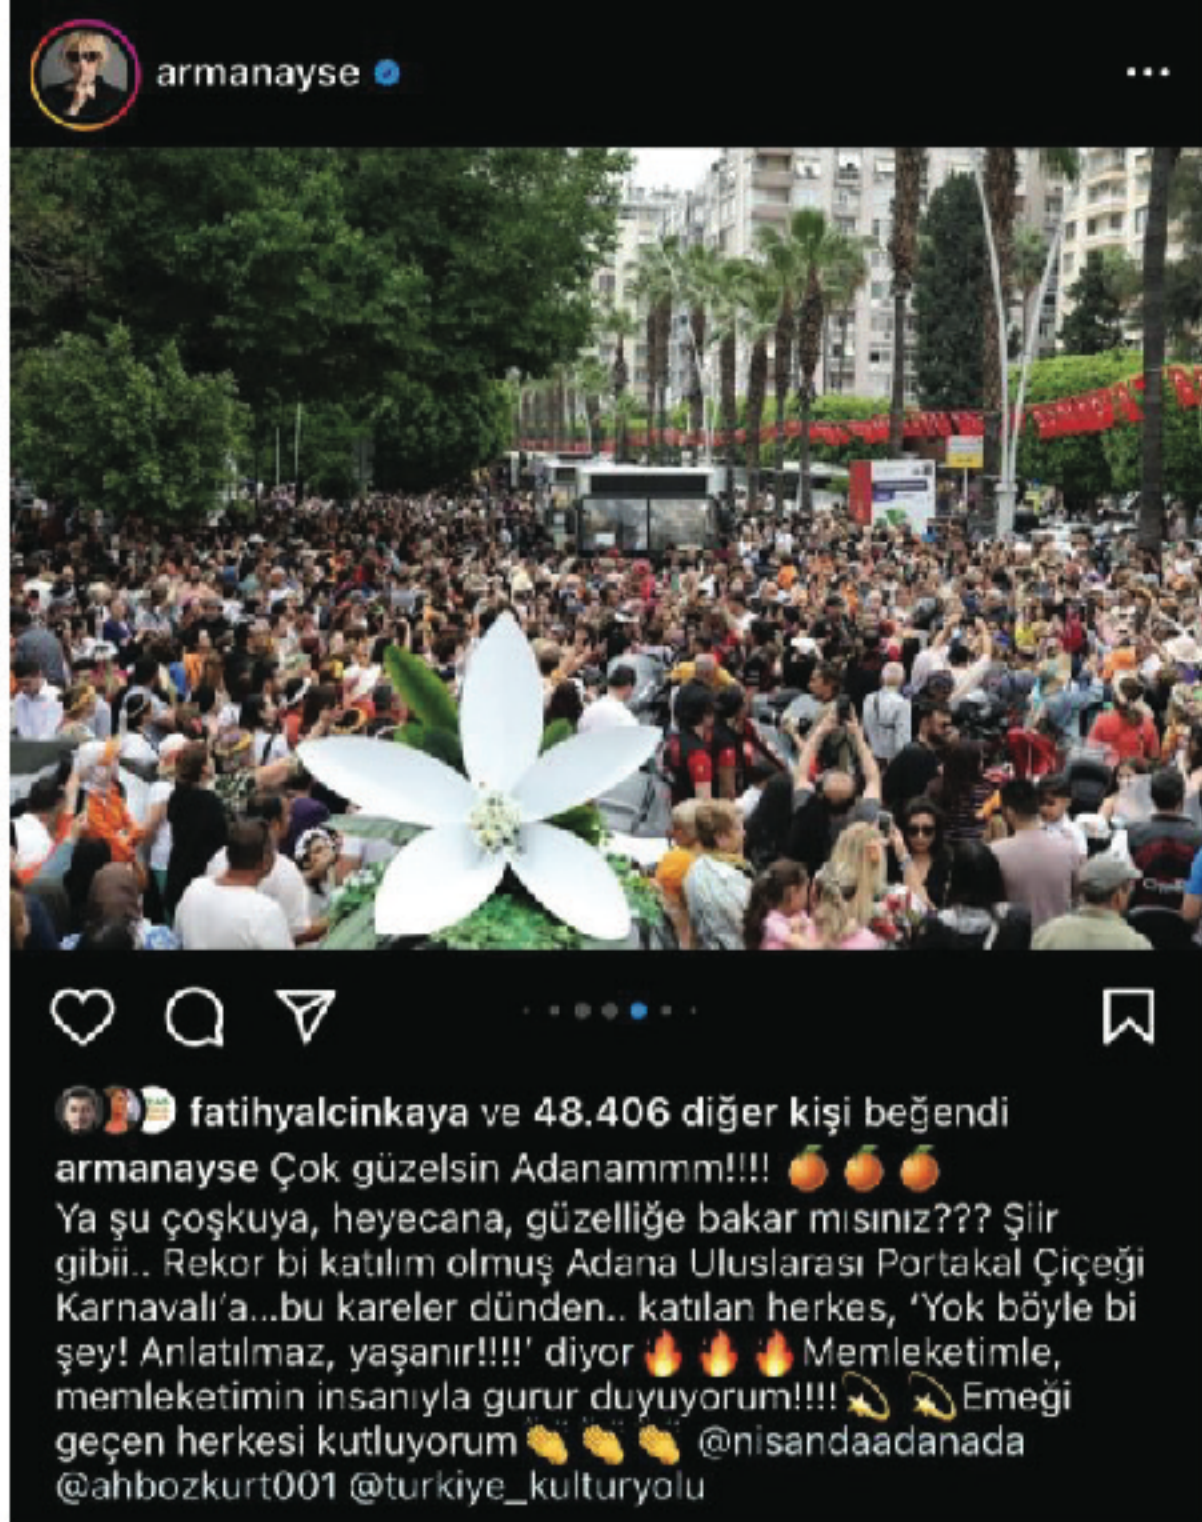 armanayse
fatihyalcinkaya ve 48.406 diğer kişi beğendi
armanayse Çok güzelsin Adanammm!!!! 🍊 🍊 🍊
Ya şu çoşkuya, heyecana, güzelliğe bakar mısınız??? Şiir
gibii.. Rekor bi katılım olmuş Adana Uluslarası Portakal Çiçeği
Karnavalı'a...bu kareler dünden.. katılan herkes, 'Yok böyle bi
şey! Anlatılmaz, yaşanır!!!!' diyor 🔥 🔥 🔥 Memleketimle,
memleketimin insanıyla gurur duyuyorum!!!! 💫 💫 Emeği
geçen herkesi kutluyorum 👏 👏 👏 @nisandaadanada
@ahbozkurt001 @turkiye_kulturyolu